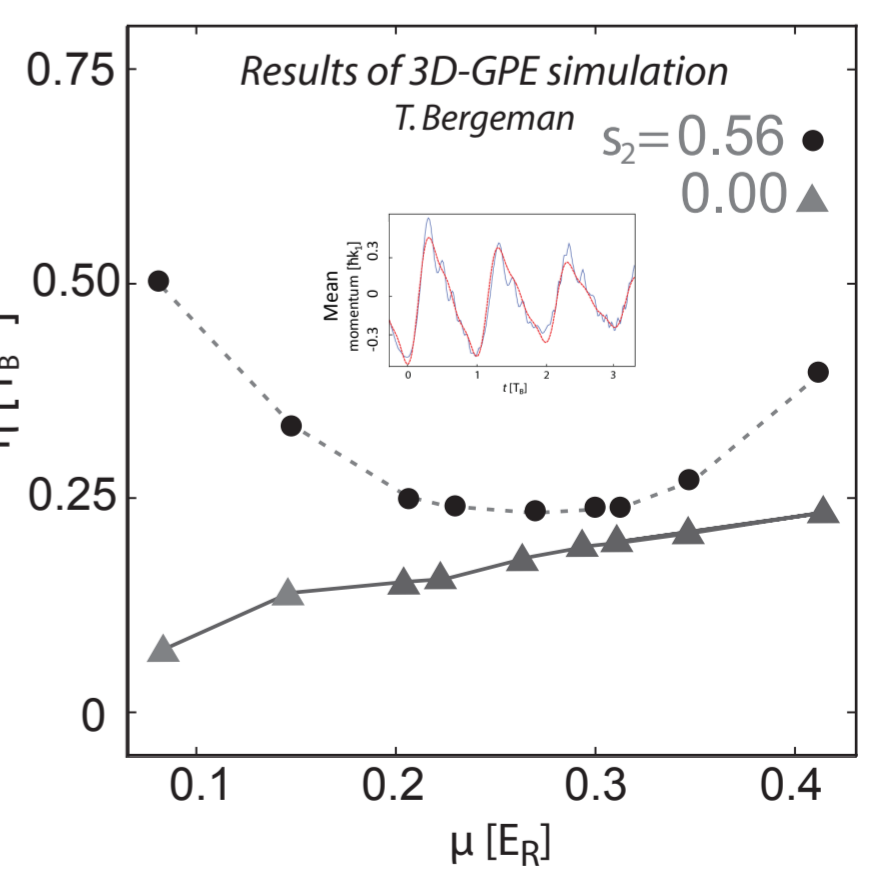 0.75
Results of 3D-GPE simulation
T. Bergeman
s₂=0.56
0.00
0.50
0.25
0
Mean
momentum [ħk₁]
0.3
0
-0.3
0 1 2 3
t [T_B]
0.1 0.2 0.3 0.4
μ [E_R]